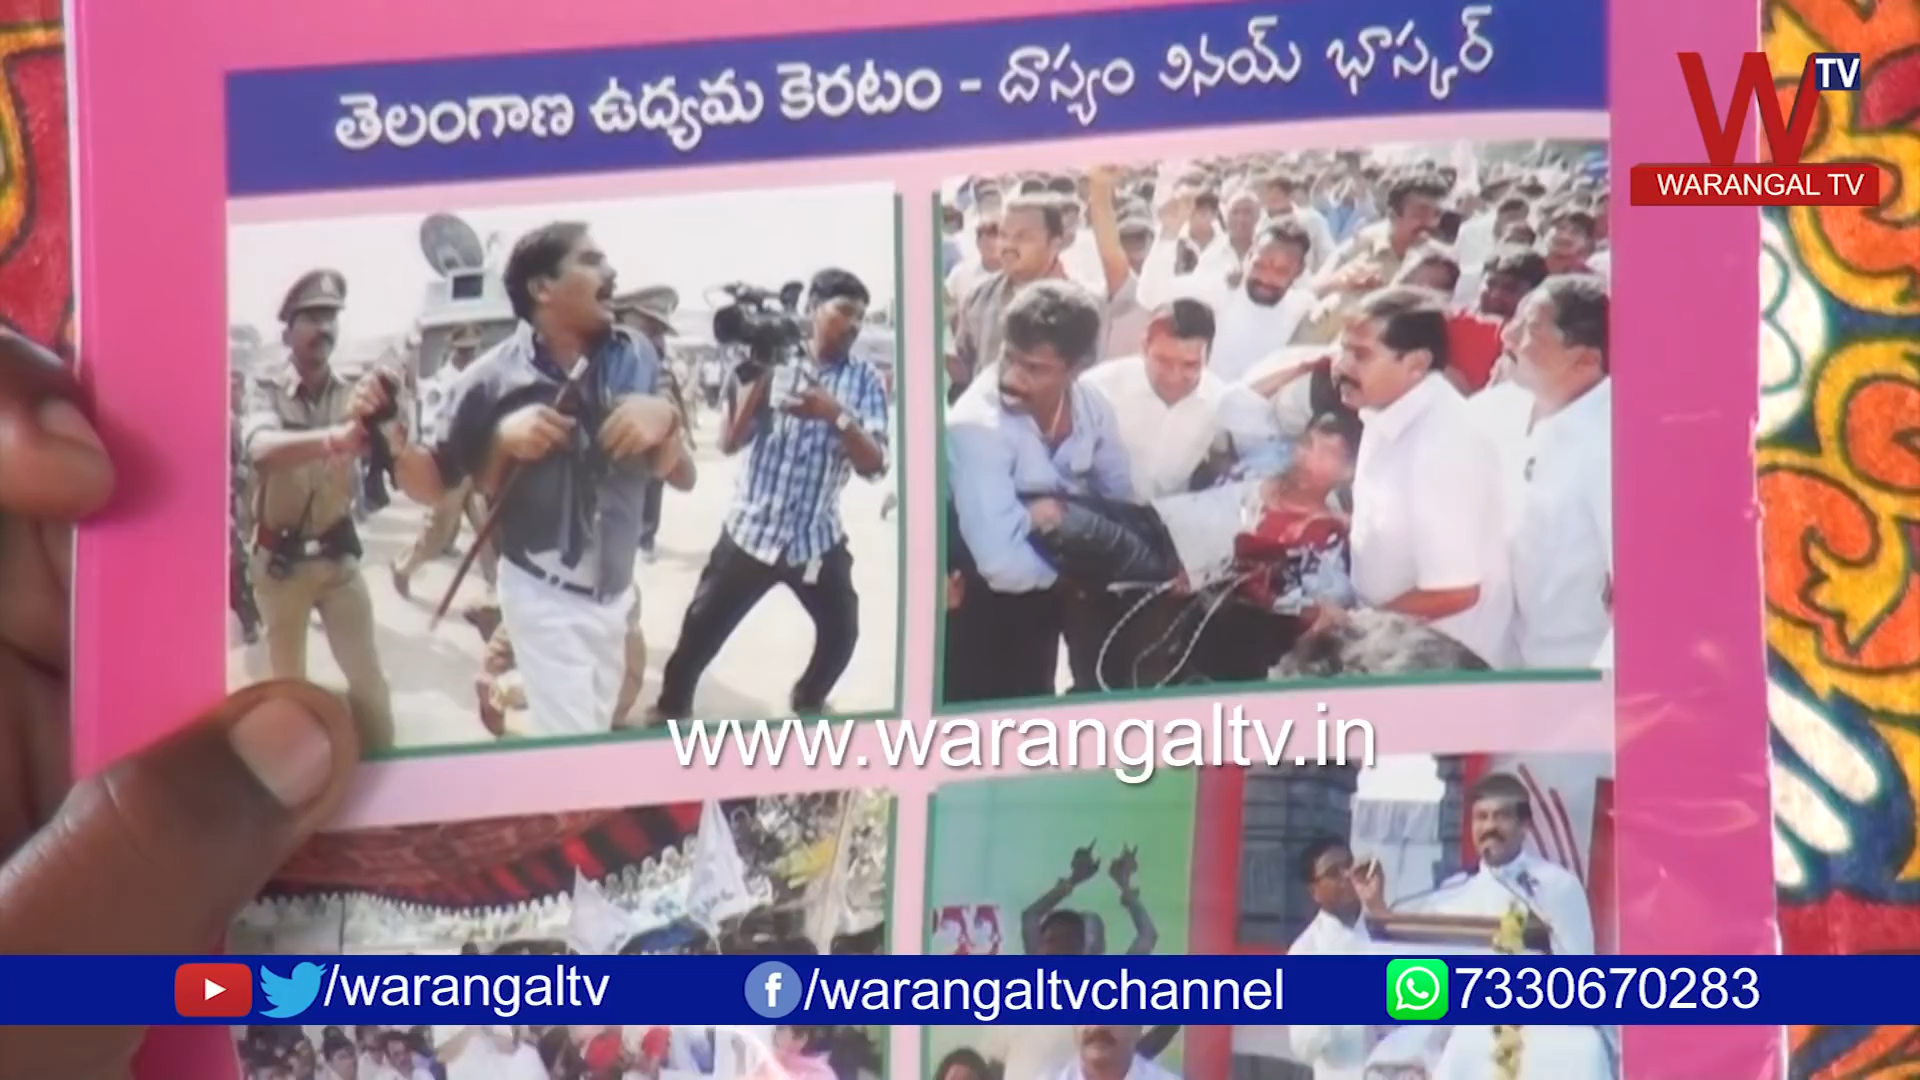 తెలంగాణ ఉద్యమ కెరటం - దాస్యం వినయ్ భాస్కర్
W TV
WARANGAL TV
www.warangaltv.in
/warangaltv
/warangaltvchannel
7330670283